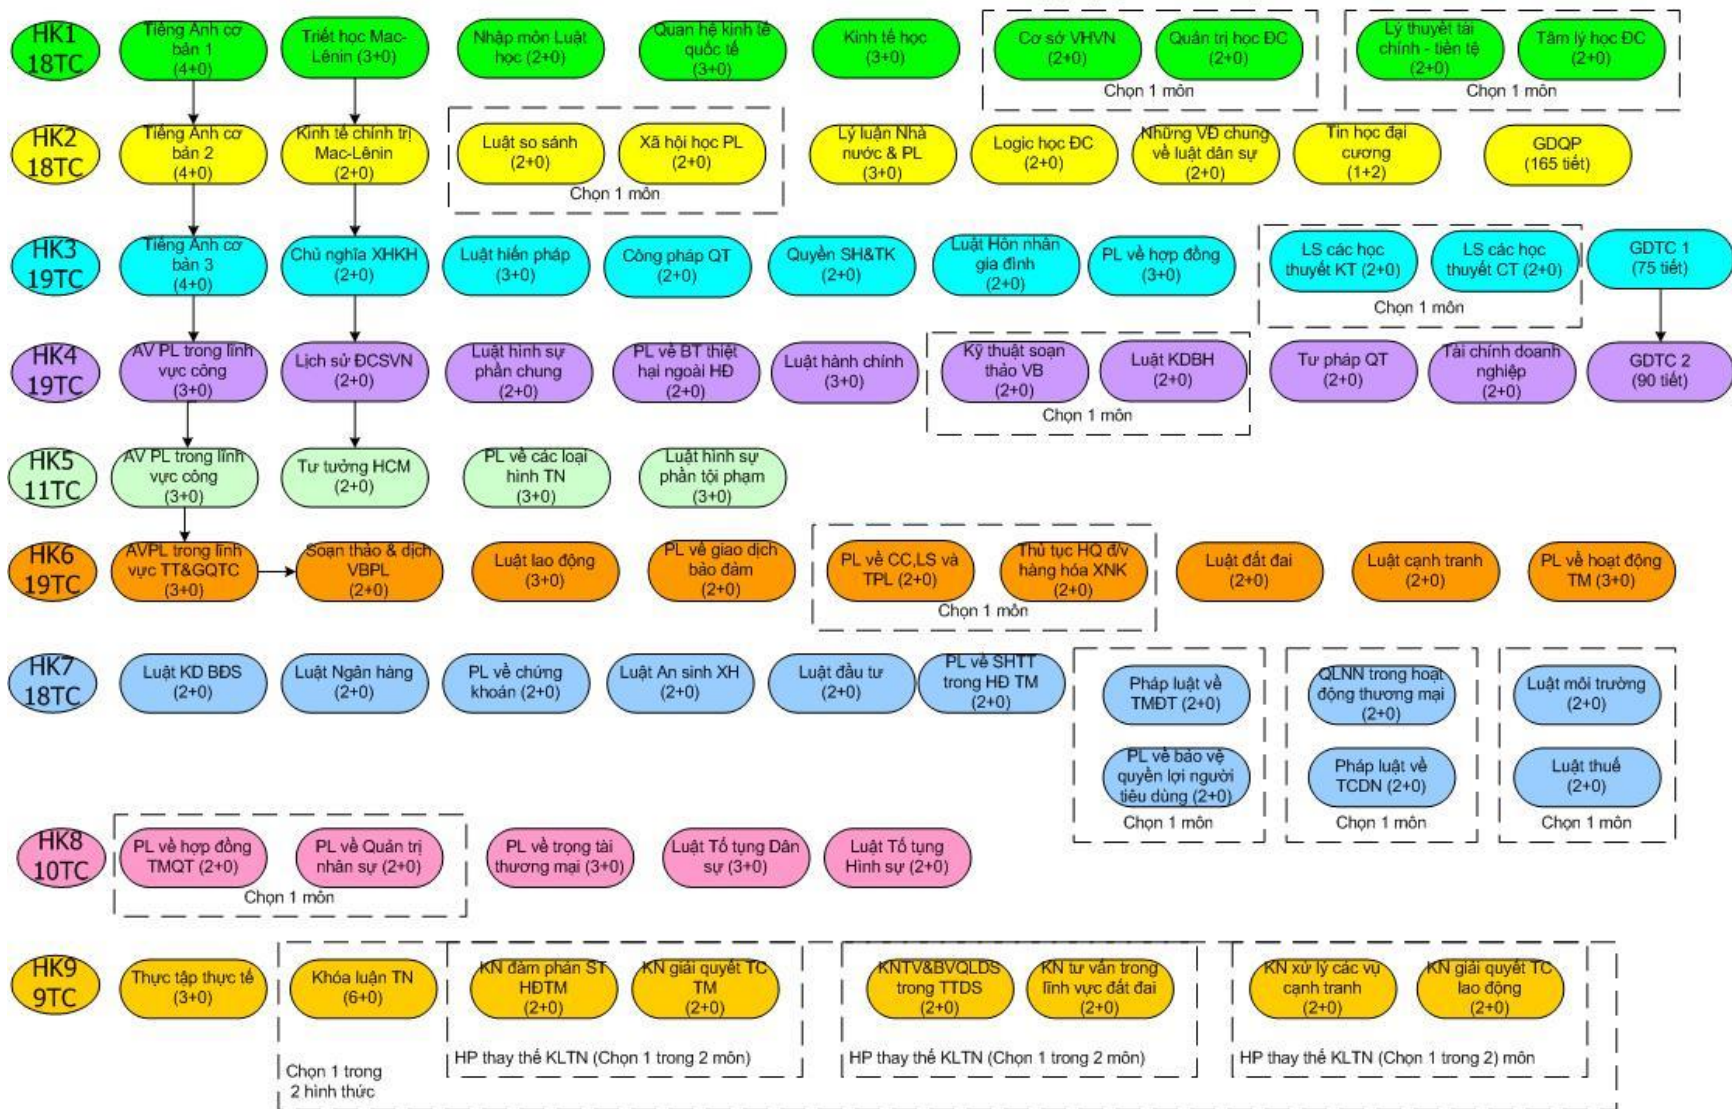 HK1
18TC
Tiếng Anh cơ
bản 1
(4+0)
Triết học Mac-
Lênin (3+0)
Nhập môn Luật
học (2+0)
Quan hệ kinh tế
quốc tế
(3+0)
Kinh tế học
(3+0)
Cơ sở VHVN
(2+0)
Quản trị học ĐC
(2+0)
Chọn 1 môn
Lý thuyết tài
chính - tiền tệ
(2+0)
Tâm lý học ĐC
(2+0)
Chọn 1 môn
HK2
18TC
Tiếng Anh cơ
bản 2
(4+0)
Kinh tế chính trị
Mac-Lênin
(2+0)
Luật so sánh
(2+0)
Xã hội học PL
(2+0)
Chọn 1 môn
Lý luận Nhà
nước & PL
(3+0)
Logic học ĐC
(2+0)
Những VĐ chung
về luật dân sự
(2+0)
Tin học đại
cương
(1+2)
GDQP
(165 tiết)
HK3
19TC
Tiếng Anh cơ
bản 3
(4+0)
Chủ nghĩa XHKH
(2+0)
Luật hiến pháp
(3+0)
Công pháp QT
(2+0)
Quyền SH&TK
(2+0)
Luật Hôn nhân
gia đình
(2+0)
PL về hợp đồng
(3+0)
LS các học
thuyết KT (2+0)
LS các học
thuyết CT (2+0)
Chọn 1 môn
GDTC 1
(75 tiết)
HK4
19TC
AV PL trong lĩnh
vực công
(3+0)
Lịch sử ĐCSVN
(2+0)
Luật hình sự
phần chung
(2+0)
PL về BT thiệt
hại ngoài HĐ
(2+0)
Luật hành chính
(3+0)
Kỹ thuật soạn
thảo VB
(2+0)
Luật KDBH
(2+0)
Chọn 1 môn
Tư pháp QT
(2+0)
Tài chính doanh
nghiệp
(2+0)
GDTC 2
(90 tiết)
HK5
11TC
AV PL trong lĩnh
vực công
(3+0)
Tư tưởng HCM
(2+0)
PL về các loại
hình TN
(3+0)
Luật hình sự
phần tội phạm
(3+0)
HK6
19TC
AVPL trong lĩnh
vực TT&GQTC
(3+0)
Soạn thảo & dịch
VBPL
(2+0)
Luật lao động
(3+0)
PL về giao dịch
bảo đảm
(2+0)
PL về CC,LS và
TPL (2+0)
Thủ tục HQ đ/v
hàng hóa XNK
(2+0)
Chọn 1 môn
Luật đất đai
(2+0)
Luật cạnh tranh
(2+0)
PL về hoạt động
TM (3+0)
HK7
18TC
Luật KD BĐS
(2+0)
Luật Ngân hàng
(2+0)
PL về chứng
khoán (2+0)
Luật An sinh XH
(2+0)
Luật đầu tư
(2+0)
PL về SHTT
trong HĐ TM
(2+0)
Pháp luật về
TMĐT (2+0)
PL về bảo vệ
quyền lợi người
tiêu dùng (2+0)
Chọn 1 môn
QLNN trong hoạt
động thương mại
(2+0)
Pháp luật về
TCDN (2+0)
Chọn 1 môn
Luật môi trường
(2+0)
Luật thuế
(2+0)
Chọn 1 môn
HK8
10TC
PL về hợp đồng
TMQT (2+0)
PL về Quản trị
nhân sự (2+0)
Chọn 1 môn
PL về trọng tài
thương mại (3+0)
Luật Tố tụng Dân
sự (3+0)
Luật Tố tụng
Hình sự (2+0)
HK9
9TC
Thực tập thực tế
(3+0)
Khóa luận TN
(6+0)
KN đàm phán ST
HĐTM
(2+0)
KN giải quyết TC
TM
(2+0)
HP thay thế KLTN (Chọn 1 trong 2 môn)
KNTV&BVQLDS
trong TTDS
(2+0)
KN tư vấn trong
lĩnh vực đất đai
(2+0)
HP thay thế KLTN (Chọn 1 trong 2 môn)
KN xử lý các vụ
cạnh tranh
(2+0)
KN giải quyết TC
lao động
(2+0)
HP thay thế KLTN (Chọn 1 trong 2) môn
Chọn 1 trong
2 hình thức